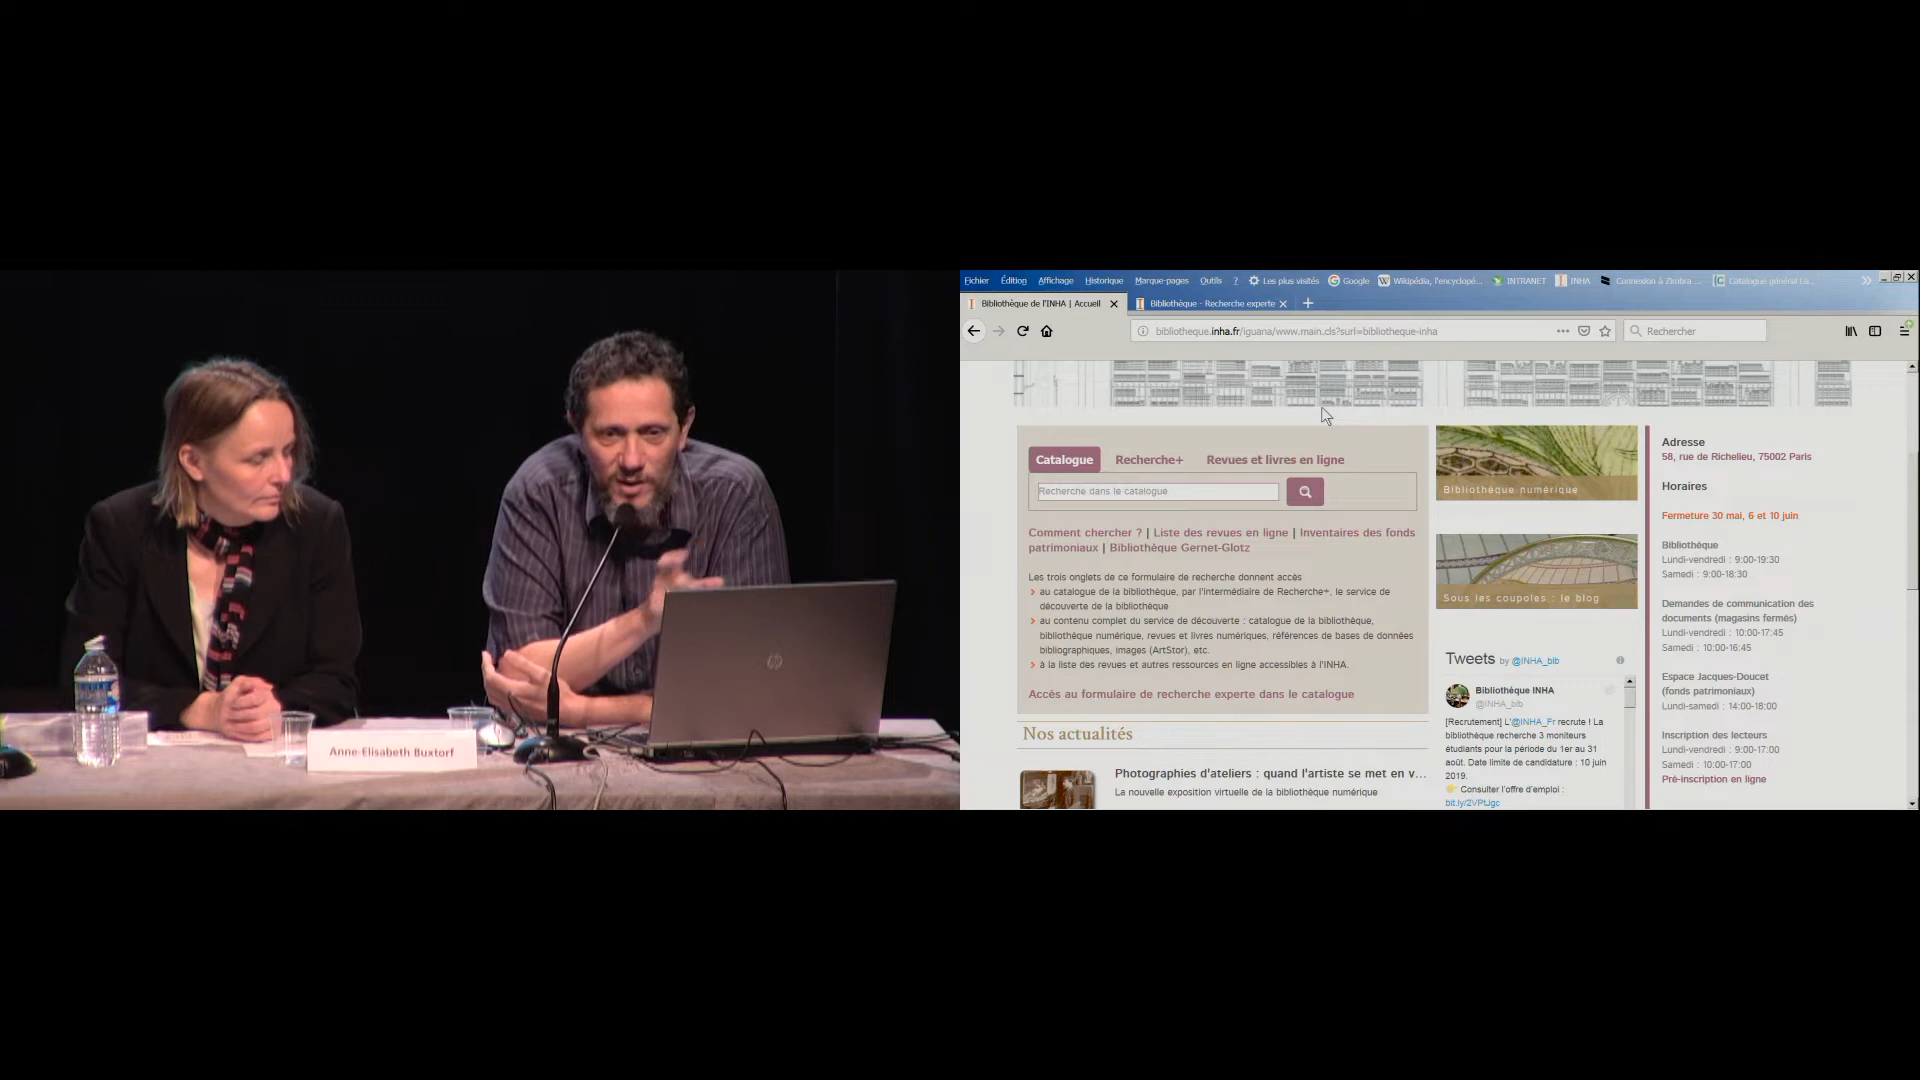 Anne-Elisabeth Buxtorf
Fichier Édition Affichage Historique Marque-pages Outils ? Les plus visités Google Wikipédia, l'encyclopé... INTRANET INHA Connexion à Zimbra ... Catalogue général
Bibliothèque de l'INHA | Accueil
Bibliothèque - Recherche experte
bibliotheque.inha.fr/iguana/www.main.cls?surl=bibliotheque-inha
Rechercher
Catalogue Recherche+ Revues et livres en ligne
Recherche dans le catalogue
Comment chercher ? | Liste des revues en ligne | Inventaires des fonds
patrimoniaux | Bibliothèque Gernet-Glotz
Les trois onglets de ce formulaire de recherche donnent accès
au catalogue de la bibliothèque, par l'intermédiaire de Recherche+, le service de
découverte de la bibliothèque
au contenu complet du service de découverte : catalogue de la bibliothèque,
bibliothèque numérique, revues et livres numériques, références de bases de données
bibliographiques, images (ArtStor), etc.
à la liste des revues et autres ressources en ligne accessibles à l'INHA.
Accès au formulaire de recherche experte dans le catalogue
Nos actualités
Photographies d'ateliers : quand l'artiste se met en v...
La nouvelle exposition virtuelle de la bibliothèque numérique
Bibliothèque numérique
Sous les coupoles : le blog
Tweets by @INHA_bib
Bibliothèque INHA
@INHA_bib
[Recrutement] L'@INHA_Fr recrute ! La
bibliothèque recherche 3 moniteurs
étudiants pour la période du 1er au 31
août. Date limite de candidature : 10 juin
2019.
Consulter l'offre d'emploi :
bit.ly/2VPtJgc
Adresse
58, rue de Richelieu, 75002 Paris
Horaires
Fermeture 30 mai, 6 et 10 juin
Bibliothèque
Lundi-vendredi : 9:00-19:30
Samedi : 9:00-18:30
Demandes de communication des
documents (magasins fermés)
Lundi-vendredi : 10:00-17:45
Samedi : 10:00-16:45
Espace Jacques-Doucet
(fonds patrimoniaux)
Lundi-samedi : 14:00-18:00
Inscription des lecteurs
Lundi-vendredi : 9:00-17:00
Samedi : 10:00-17:00
Pré-inscription en ligne